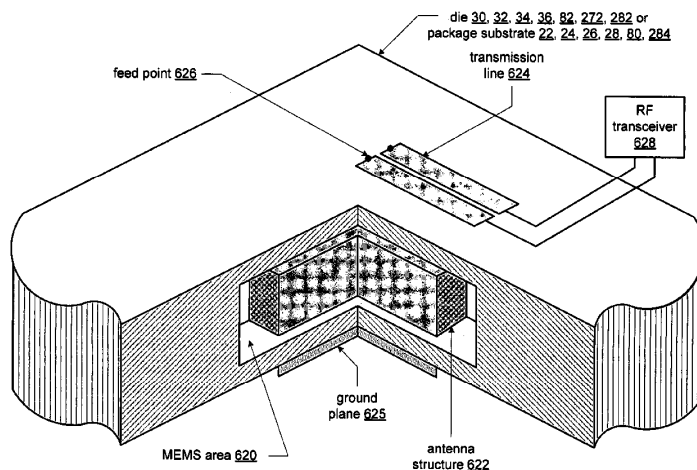 die 30, 32, 34, 36, 82, 272, 282 or
package substrate 22, 24, 26, 28, 80, 284
feed point 626
transmission
line 624
RF
transceiver
628
ground
plane 625
MEMS area 620
antenna
structure 622